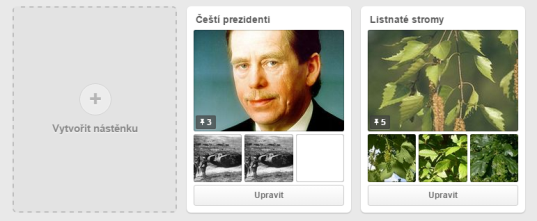 Vytvořit nástěnku
Čeští prezidenti
3
Upravit
Listnaté stromy
5
Upravit